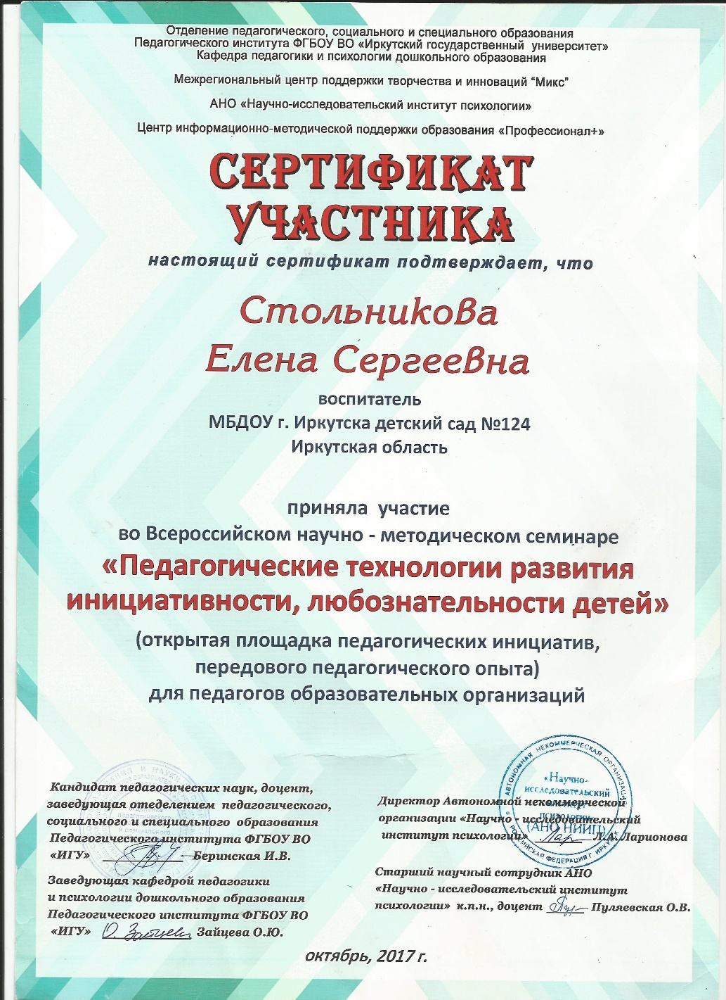 Отделение педагогического, социального и специального образования
Педагогического института ФГБОУ ВО «Иркутский государственный университет»
Кафедра педагогики и психологии дошкольного образования
Межрегиональный центр поддержки творчества и инноваций “Микс”
АНО «Научно-исследовательский институт психологии»
Центр информационно-методической поддержки образования «Профессионал+»
СЕРТИФИКАТ
УЧАСТНИКА
настоящий сертификат подтверждает, что
Стольникова
Елена Сергеевна
воспитатель
МБДОУ г. Иркутска детский сад №124
Иркутская область
приняла участие
во Всероссийском научно - методическом семинаре
«Педагогические технологии развития
инициативности, любознательности детей»
(открытая площадка педагогических инициатив,
передового педагогического опыта)
для педагогов образовательных организаций
Кандидат педагогических наук, доцент,
заведующая отеделением педагогического,
социального и специального образования
Педагогического института ФГБОУ ВО
«ИГУ» Беринская И.В.
Заведующая кафедрой педагогики
и психологии дошкольного образования
Педагогического института ФГБОУ ВО
«ИГУ» О. Зайцева Зайцева О.Ю.
АВТОНОМНАЯ НЕКОММЕРЧЕСКАЯ ОРГАНИЗАЦИЯ
«Научно-
исследовательский
институт
психологии»
(АНО НИИП)
РОССИЙСКАЯ ФЕДЕРАЦИЯ Г. ИРКУТСК
Директор Автономной некоммерческой
организации «Научно - исследовательский
институт психологии» Л.А. Ларионова
Старший научный сотрудник АНО
«Научно - исследовательский институт
психологии» к.п.н., доцент Пуляевская О.В.
октябрь, 2017 г.